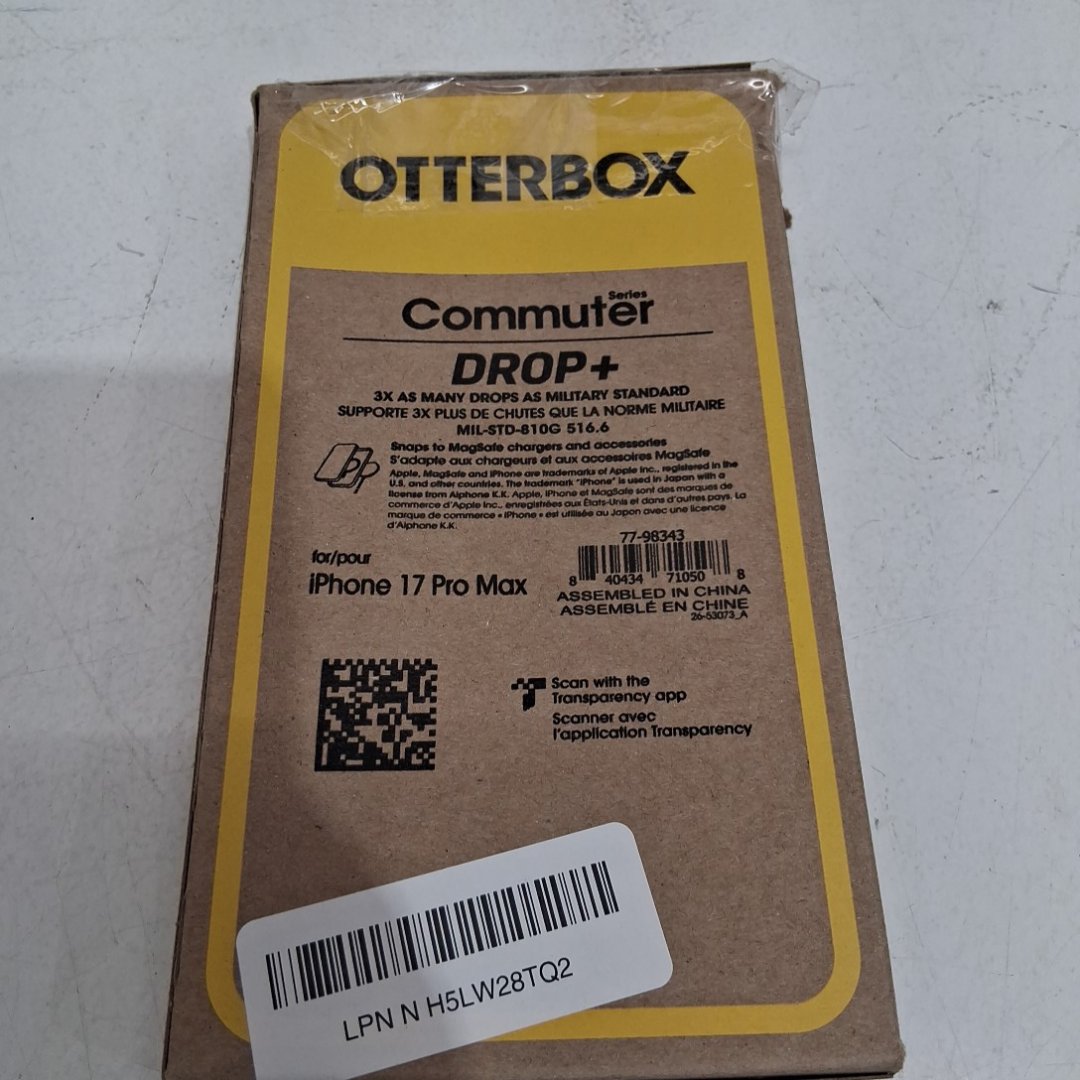 OTTERBOX
Commuter Series
DROP+
3X AS MANY DROPS AS MILITARY STANDARD
SUPPORTE 3X PLUS DE CHUTES QUE LA NORME MILITAIRE
MIL-STD-810G 516.6
Snaps to MagSafe chargers and accessories
S'adapte aux chargeurs et aux accessoires MagSafe
Apple, MagSafe and iPhone are trademarks of Apple Inc., registered in the
U.S. and other countries. The trademark "iPhone" is used in Japan with a
license from Aiphone K.K. Apple, iPhone et MagSafe sont des marques de
commerce d'Apple Inc., enregistrées aux États-Unis et dans d'autres pays. La
marque de commerce « iPhone » est utilisée au Japon avec une licence
d'Aiphone K.K.
for/pour
iPhone 17 Pro Max
77-98343
8 40434 71050 8
ASSEMBLED IN CHINA
ASSEMBLÉ EN CHINE
26-53073_A
Scan with the
Transparency app
Scanner avec
l'application Transparency
LPN N H5LW28TQ2